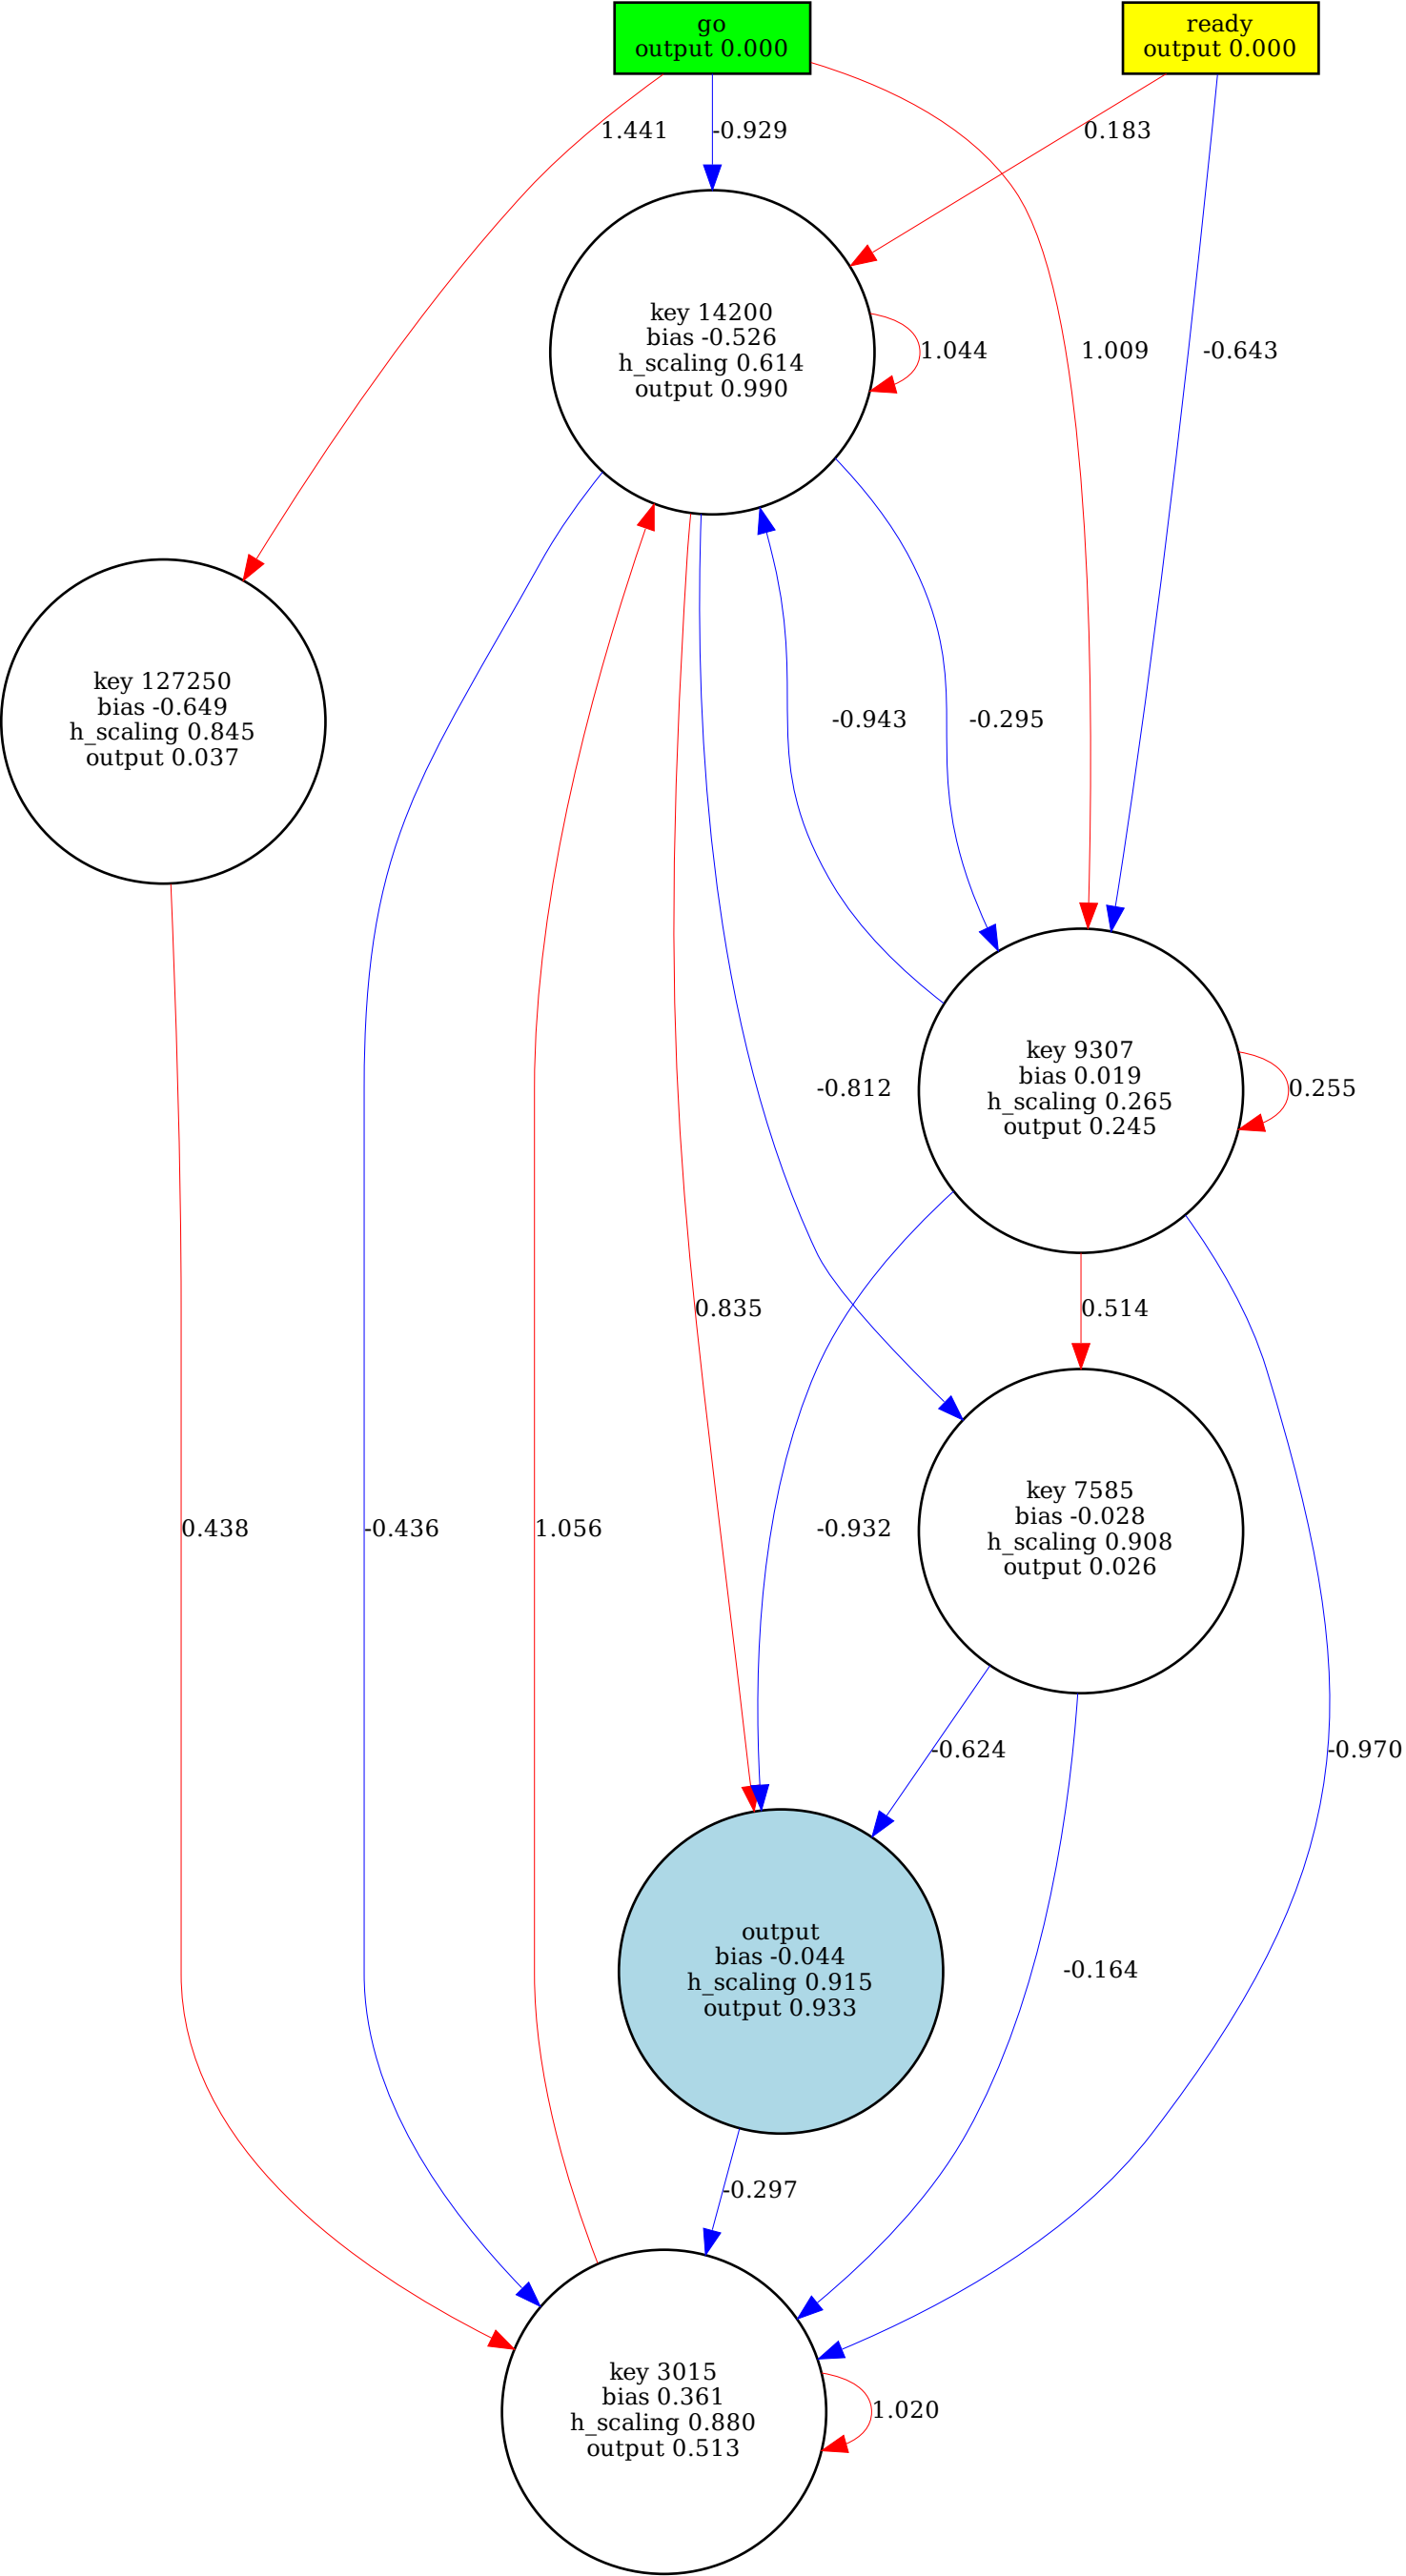 go
output 0.000
ready
output 0.000
1.441
-0.929
0.183
key 14200
bias -0.526
h_scaling 0.614
output 0.990
1.044
1.009
-0.643
key 127250
bias -0.649
h_scaling 0.845
output 0.037
-0.943
-0.295
key 9307
bias 0.019
h_scaling 0.265
output 0.245
-0.812
0.255
0.835
0.514
key 7585
bias -0.028
h_scaling 0.908
output 0.026
0.438
-0.436
1.056
-0.932
-0.624
-0.970
output
bias -0.044
h_scaling 0.915
output 0.933
-0.164
-0.297
key 3015
bias 0.361
h_scaling 0.880
output 0.513
1.020